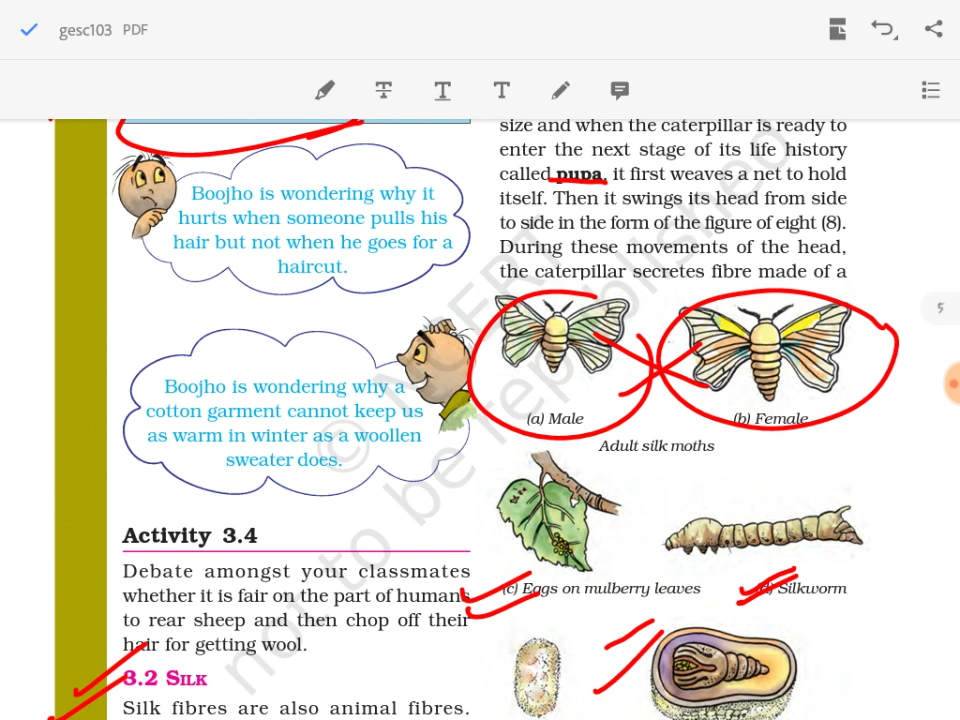 gesc103 PDF
Boojho is wondering why it
hurts when someone pulls his
hair but not when he goes for a
haircut.
Boojho is wondering why a
cotton garment cannot keep us
as warm in winter as a woollen
sweater does.
Activity 3.4
Debate amongst your classmates
whether it is fair on the part of humans
to rear sheep and then chop off their
hair for getting wool.
3.2 SILK
Silk fibres are also animal fibres.
size and when the caterpillar is ready to
enter the next stage of its life history
called pupa, it first weaves a net to hold
itself. Then it swings its head from side
to side in the form of the figure of eight (8).
During these movements of the head,
the caterpillar secretes fibre made of a
(a) Male
(b) Female
Adult silk moths
(c) Eggs on mulberry leaves
(d) Silkworm
© NCERT
not to be republished